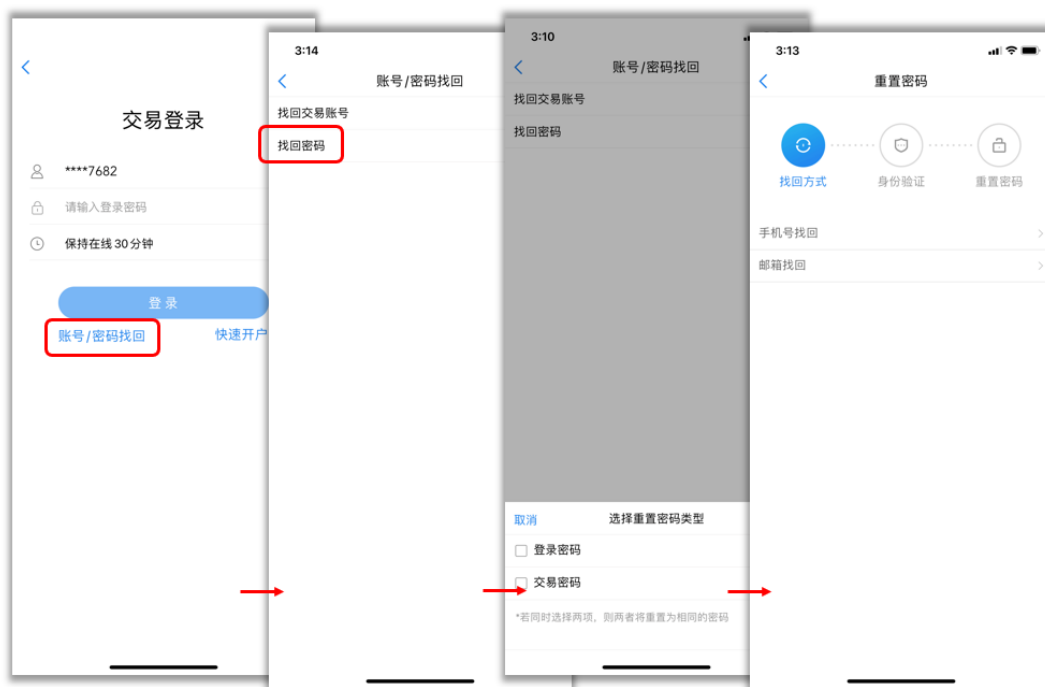 交易登录
****7682
请输入登录密码
保持在线 30 分钟
登 录
账号/密码找回
快速开户
3:14
账号/密码找回
找回交易账号
找回密码
3:10
账号/密码找回
找回交易账号
找回密码
取消
选择重置密码类型
登录密码
交易密码
*若同时选择两项，则两者将重置为相同的密码
3:13
重置密码
找回方式
身份验证
重置密码
手机号找回
邮箱找回